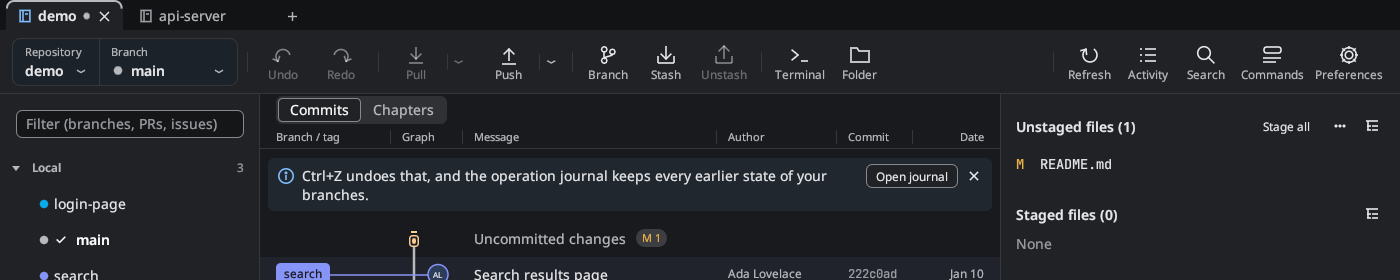 demo
api-server
+
Repository
demo
Branch
main
Undo
Redo
Pull
Push
Branch
Stash
Unstash
Terminal
Folder
Refresh
Activity
Search
Commands
Preferences
Filter (branches, PRs, issues)
Local 3
login-page
main
search
Commits Chapters
Branch / tag Graph Message Author Commit Date
Ctrl+Z undoes that, and the operation journal keeps every earlier state of your
branches.
Open journal
Uncommitted changes M 1
search AL Search results page Ada Lovelace 222c0ad Jan 10
Unstaged files (1) Stage all
M README.md
Staged files (0)
None